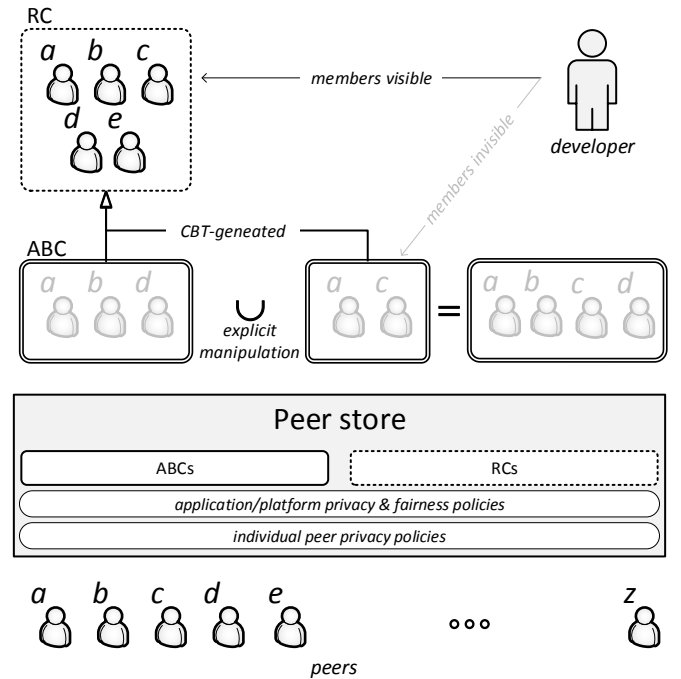 RC
a b c
d e
members visible
developer
members invisible
CBT-geneated
ABC
a b d
∪
explicit
manipulation
a c
=
a b c d
Peer store
ABCs
RCs
application/platform privacy & fairness policies
individual peer privacy policies
a b c d e z
peers